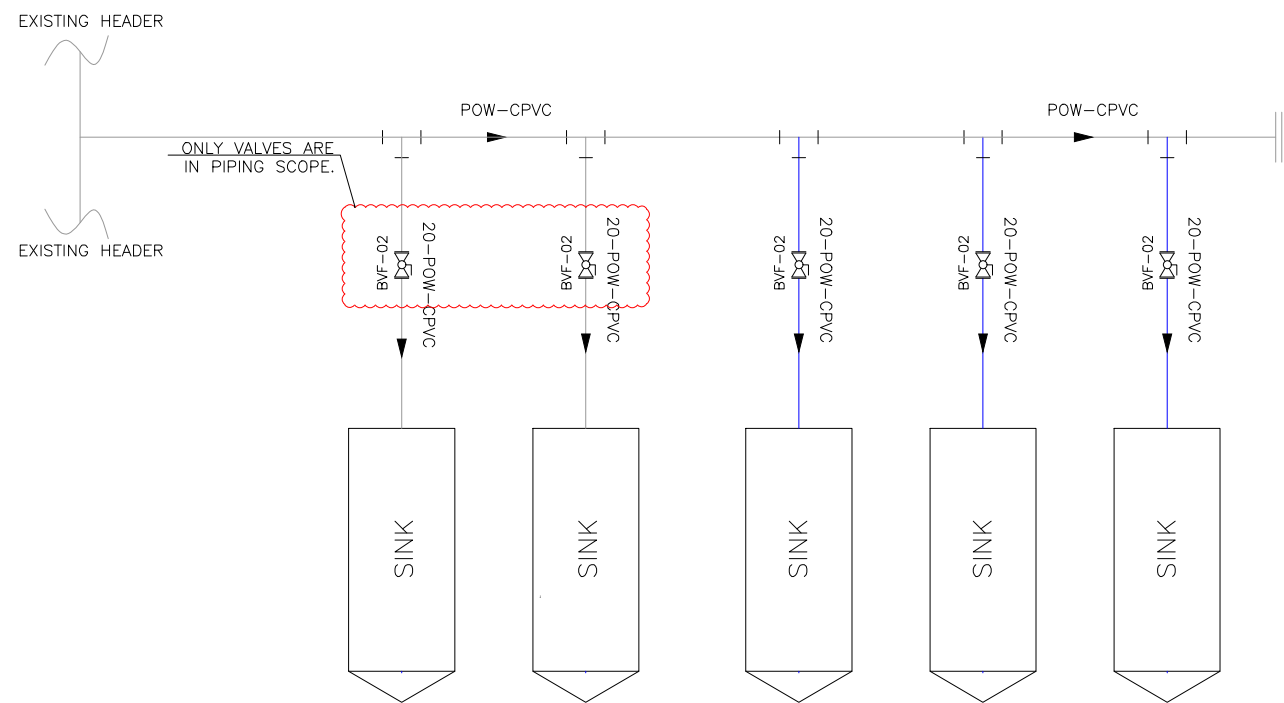 EXISTING HEADER
POW-CPVC
POW-CPVC
ONLY VALVES ARE
IN PIPING SCOPE.
EXISTING HEADER
BVF-02
20-POW-CPVC
BVF-02
20-POW-CPVC
BVF-02
20-POW-CPVC
BVF-02
20-POW-CPVC
BVF-02
20-POW-CPVC
SINK
SINK
SINK
SINK
SINK